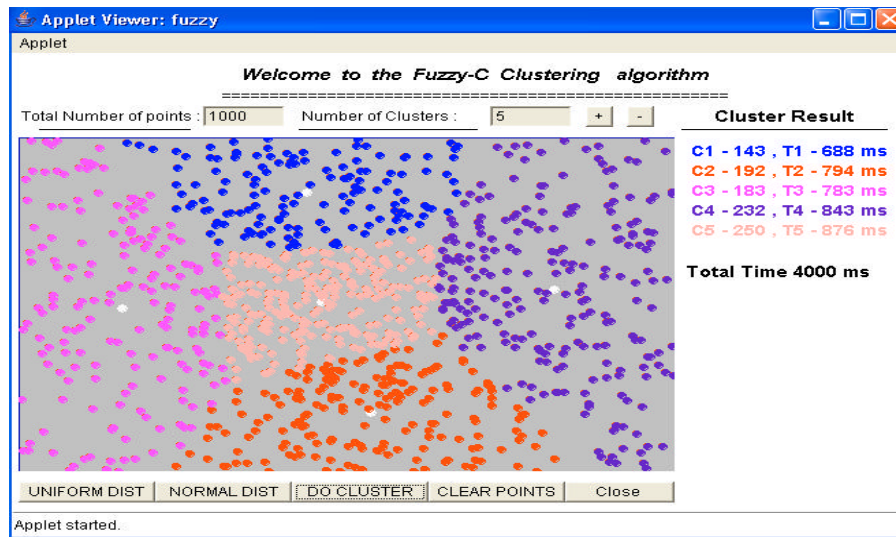 Applet Viewer: fuzzy
Applet
Welcome to the Fuzzy-C Clustering algorithm
=======================================================
Total Number of points : 1000 Number of Clusters : 5 + -
Cluster Result
C1 - 143 , T1 - 688 ms
C2 - 192 , T2 - 794 ms
C3 - 183 , T3 - 783 ms
C4 - 232 , T4 - 843 ms
C5 - 250 , T5 - 876 ms
Total Time 4000 ms
UNIFORM DIST NORMAL DIST DO CLUSTER CLEAR POINTS Close
Applet started.